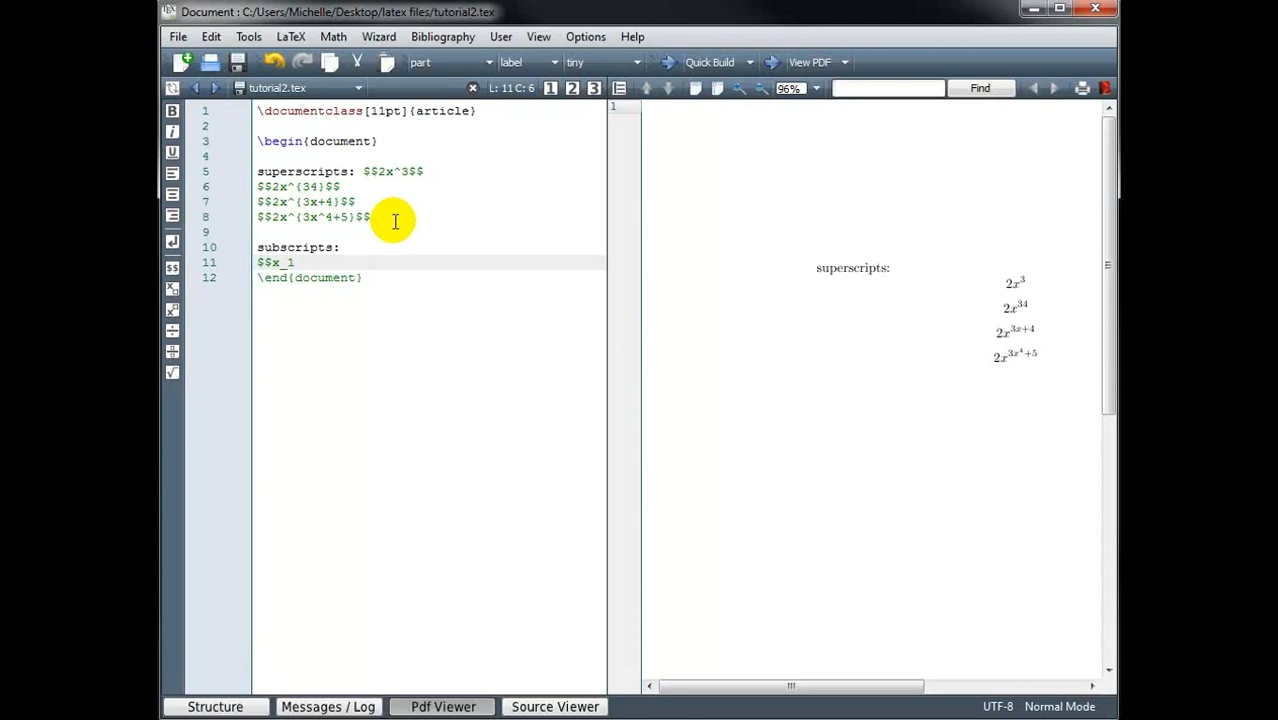 Document : C:/Users/Michelle/Desktop/latex files/tutorial2.tex
File Edit Tools LaTeX Math Wizard Bibliography User View Options Help
part label tiny Quick Build View PDF
tutorial2.tex L: 11 C: 6 1 2 3 96% Find
1 \documentclass[11pt]{article}
2
3 \begin{document}
4
5 superscripts: $$2x^3$$
6 $$2x^{34}$$
7 $$2x^{3x+4}$$
8 $$2x^{3x^4+5}$$
9
10 subscripts:
11 $$x_1
12 \end{document}
1
superscripts:
2x³
2x³⁴
2x^{3x+4}
2x^{3x^4+5}
Structure Messages / Log Pdf Viewer Source Viewer UTF-8 Normal Mode